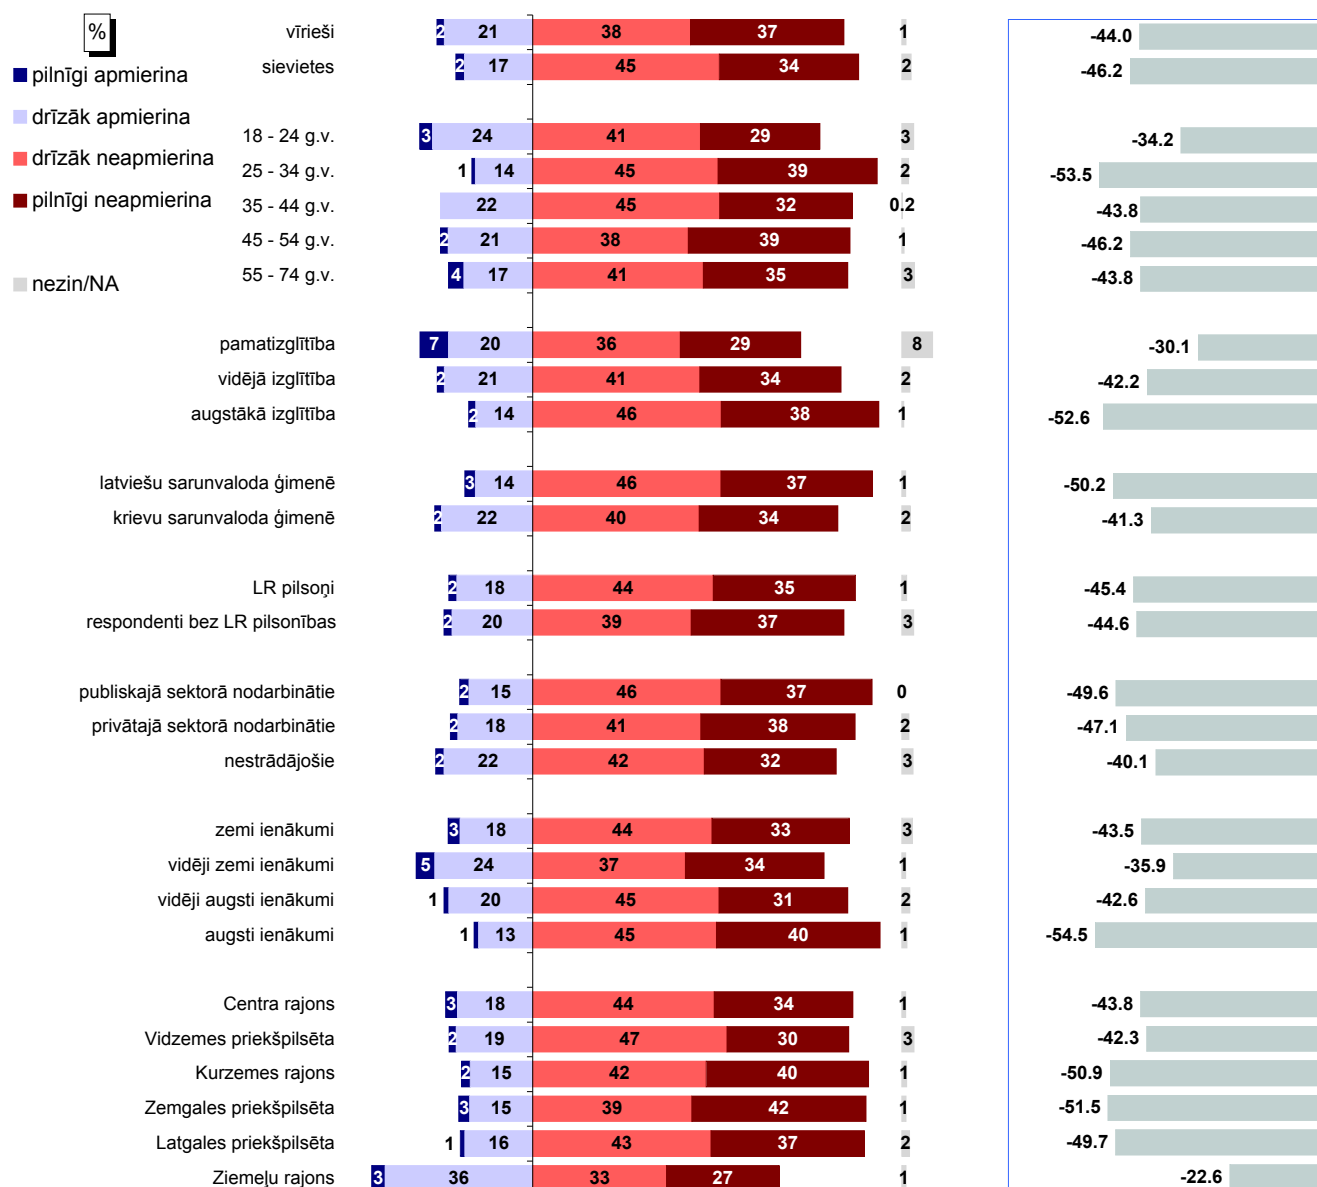 %
pilnīgi apmierina
drīzāk apmierina
drīzāk neapmierina
pilnīgi neapmierina
nezin/NA
vīrieši 2 21 38 37 1 -44.0
sievietes 2 17 45 34 2 -46.2
18 - 24 g.v. 3 24 41 29 3 -34.2
25 - 34 g.v. 1 14 45 39 2 -53.5
35 - 44 g.v. 22 45 32 0.2 -43.8
45 - 54 g.v. 2 21 38 39 1 -46.2
55 - 74 g.v. 4 17 41 35 3 -43.8
pamatizglītība 7 20 36 29 8 -30.1
vidējā izglītība 2 21 41 34 2 -42.2
augstākā izglītība 2 14 46 38 1 -52.6
latviešu sarunvaloda ģimenē 3 14 46 37 1 -50.2
krievu sarunvaloda ģimenē 2 22 40 34 2 -41.3
LR pilsoņi 2 18 44 35 1 -45.4
respondenti bez LR pilsonības 2 20 39 37 3 -44.6
publiskajā sektorā nodarbinātie 2 15 46 37 0 -49.6
privātajā sektorā nodarbinātie 2 18 41 38 2 -47.1
nestrādājošie 2 22 42 32 3 -40.1
zemi ienākumi 3 18 44 33 3 -43.5
vidēji zemi ienākumi 5 24 37 34 1 -35.9
vidēji augsti ienākumi 1 20 45 31 2 -42.6
augsti ienākumi 1 13 45 40 1 -54.5
Centra rajons 3 18 44 34 1 -43.8
Vidzemes priekšpilsēta 2 19 47 30 3 -42.3
Kurzemes rajons 2 15 42 40 1 -50.9
Zemgales priekšpilsēta 3 15 39 42 1 -51.5
Latgales priekšpilsēta 1 16 43 37 2 -49.7
Ziemeļu rajons 3 36 33 27 1 -22.6